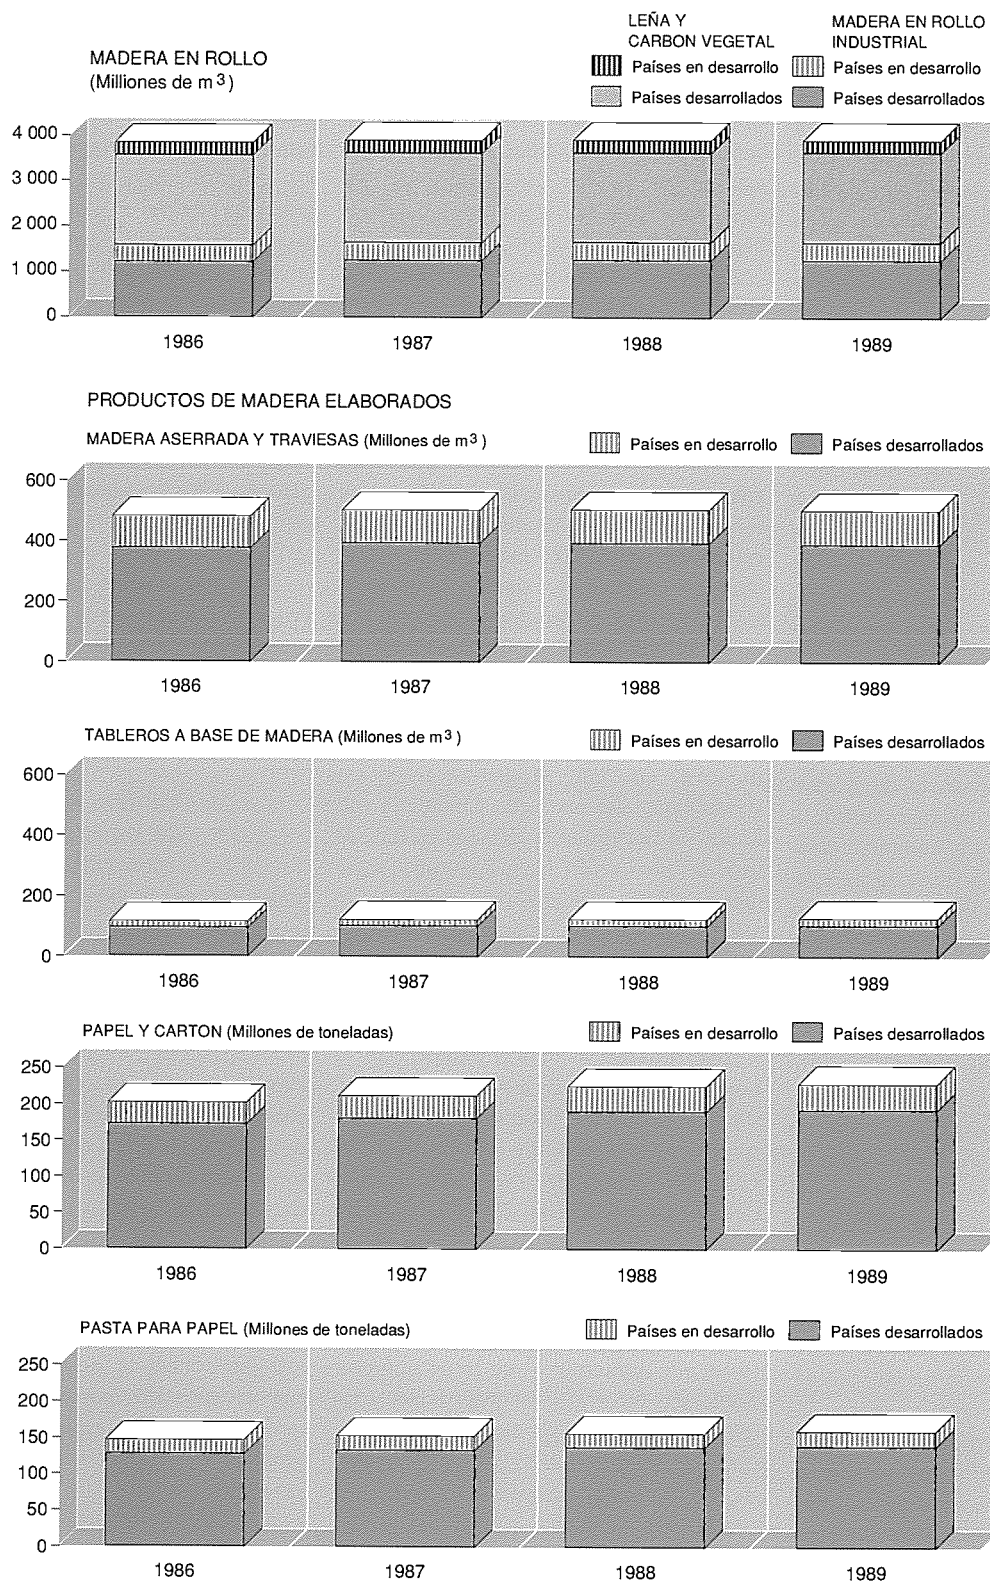 MADERA EN ROLLO
(Millones de m³)
LEÑA Y
CARBON VEGETAL
MADERA EN ROLLO
INDUSTRIAL
Países en desarrollo
Países en desarrollo
Países desarrollados
Países desarrollados
4 000
3 000
2 000
1 000
0
1986 1987 1988 1989
PRODUCTOS DE MADERA ELABORADOS
MADERA ASERRADA Y TRAVIESAS (Millones de m³)
Países en desarrollo Países desarrollados
600
400
200
0
1986 1987 1988 1989
TABLEROS A BASE DE MADERA (Millones de m³)
Países en desarrollo Países desarrollados
600
400
200
0
1986 1987 1988 1989
PAPEL Y CARTON (Millones de toneladas)
Países en desarrollo Países desarrollados
250
200
150
100
50
0
1986 1987 1988 1989
PASTA PARA PAPEL (Millones de toneladas)
Países en desarrollo Países desarrollados
250
200
150
100
50
0
1986 1987 1988 1989